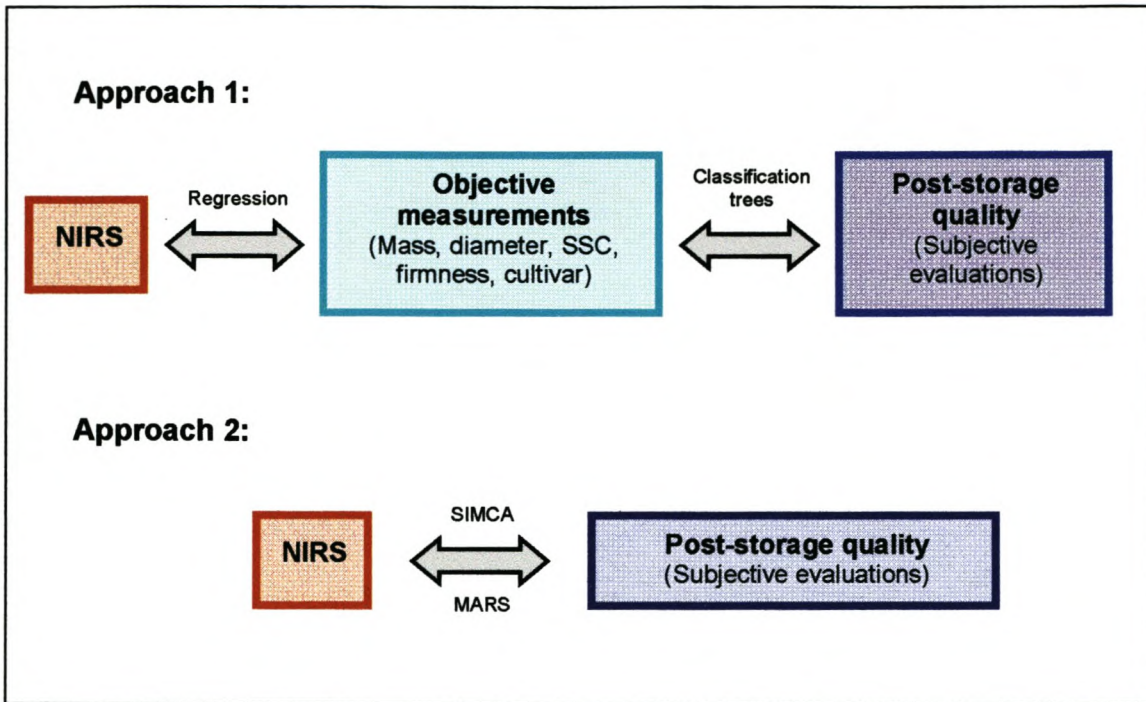 Approach 1:
NIRS
Regression
Objective
measurements
(Mass, diameter, SSC,
firmness, cultivar)
Classification
trees
Post-storage
quality
(Subjective
evaluations)
Approach 2:
NIRS
SIMCA
MARS
Post-storage quality
(Subjective evaluations)